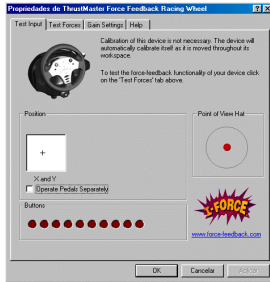 Propriedades de ThrustMaster Force Feedback Racing Wheel
Test Input Test Forces Gain Settings Help
Calibration of this device is not necessary. The device will
automatically calibrate itself as it is moved throughout its
workspace.
To test the force-feedback functionality of your device click
on the 'Test Forces' tab above.
Position
Point of View Hat
X and Y
Operate Pedals Separately
Buttons
I-FORCE
www.force-feedback.com
OK Cancelar Aplicar